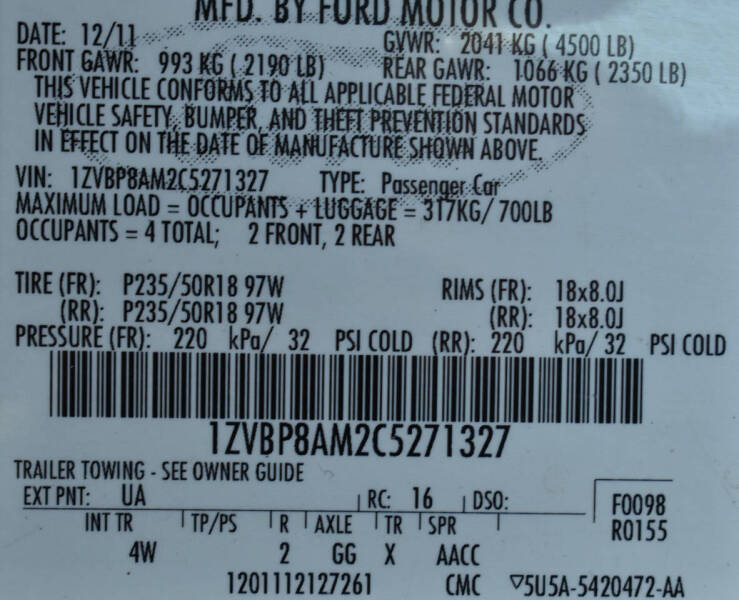 MFD. BY FORD MOTOR CO.
DATE: 12/11 GVWR: 2041 KG ( 4500 LB)
FRONT GAWR: 993 KG ( 2190 LB) REAR GAWR: 1066 KG ( 2350 LB)
THIS VEHICLE CONFORMS TO ALL APPLICABLE FEDERAL MOTOR
VEHICLE SAFETY, BUMPER, AND THEFT PREVENTION STANDARDS
IN EFFECT ON THE DATE OF MANUFACTURE SHOWN ABOVE.
VIN: 1ZVBP8AM2C5271327 TYPE: Passenger Car
MAXIMUM LOAD = OCCUPANTS + LUGGAGE = 317KG/ 700LB
OCCUPANTS = 4 TOTAL; 2 FRONT, 2 REAR
TIRE (FR): P235/50R18 97W RIMS (FR): 18x8.0J
(RR): P235/50R18 97W (RR): 18x8.0J
PRESSURE (FR): 220 kPa/ 32 PSI COLD (RR): 220 kPa/ 32 PSI COLD
1ZVBP8AM2C5271327
TRAILER TOWING - SEE OWNER GUIDE
EXT PNT: UA RC: 16 DSO: F0098
INT TR TP/PS R AXLE TR SPR R0155
4W 2 GG X AACC
1201112127261 CMC ▽5U5A-5420472-AA